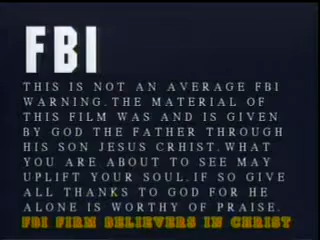 FBI
THIS IS NOT AN AVERAGE FBI
WARNING.THE MATERIAL OF
THIS FILM WAS AND IS GIVEN
BY GOD THE FATHER THROUGH
HIS SON JESUS CRHIST.WHAT
YOU ARE ABOUT TO SEE MAY
UPLIFT YOUR SOUL.IF SO GIVE
ALL THANKS TO GOD FOR HE
ALONE IS WORTHY OF PRAISE.
FBI FIRM BELIEVERS IN CHRIST